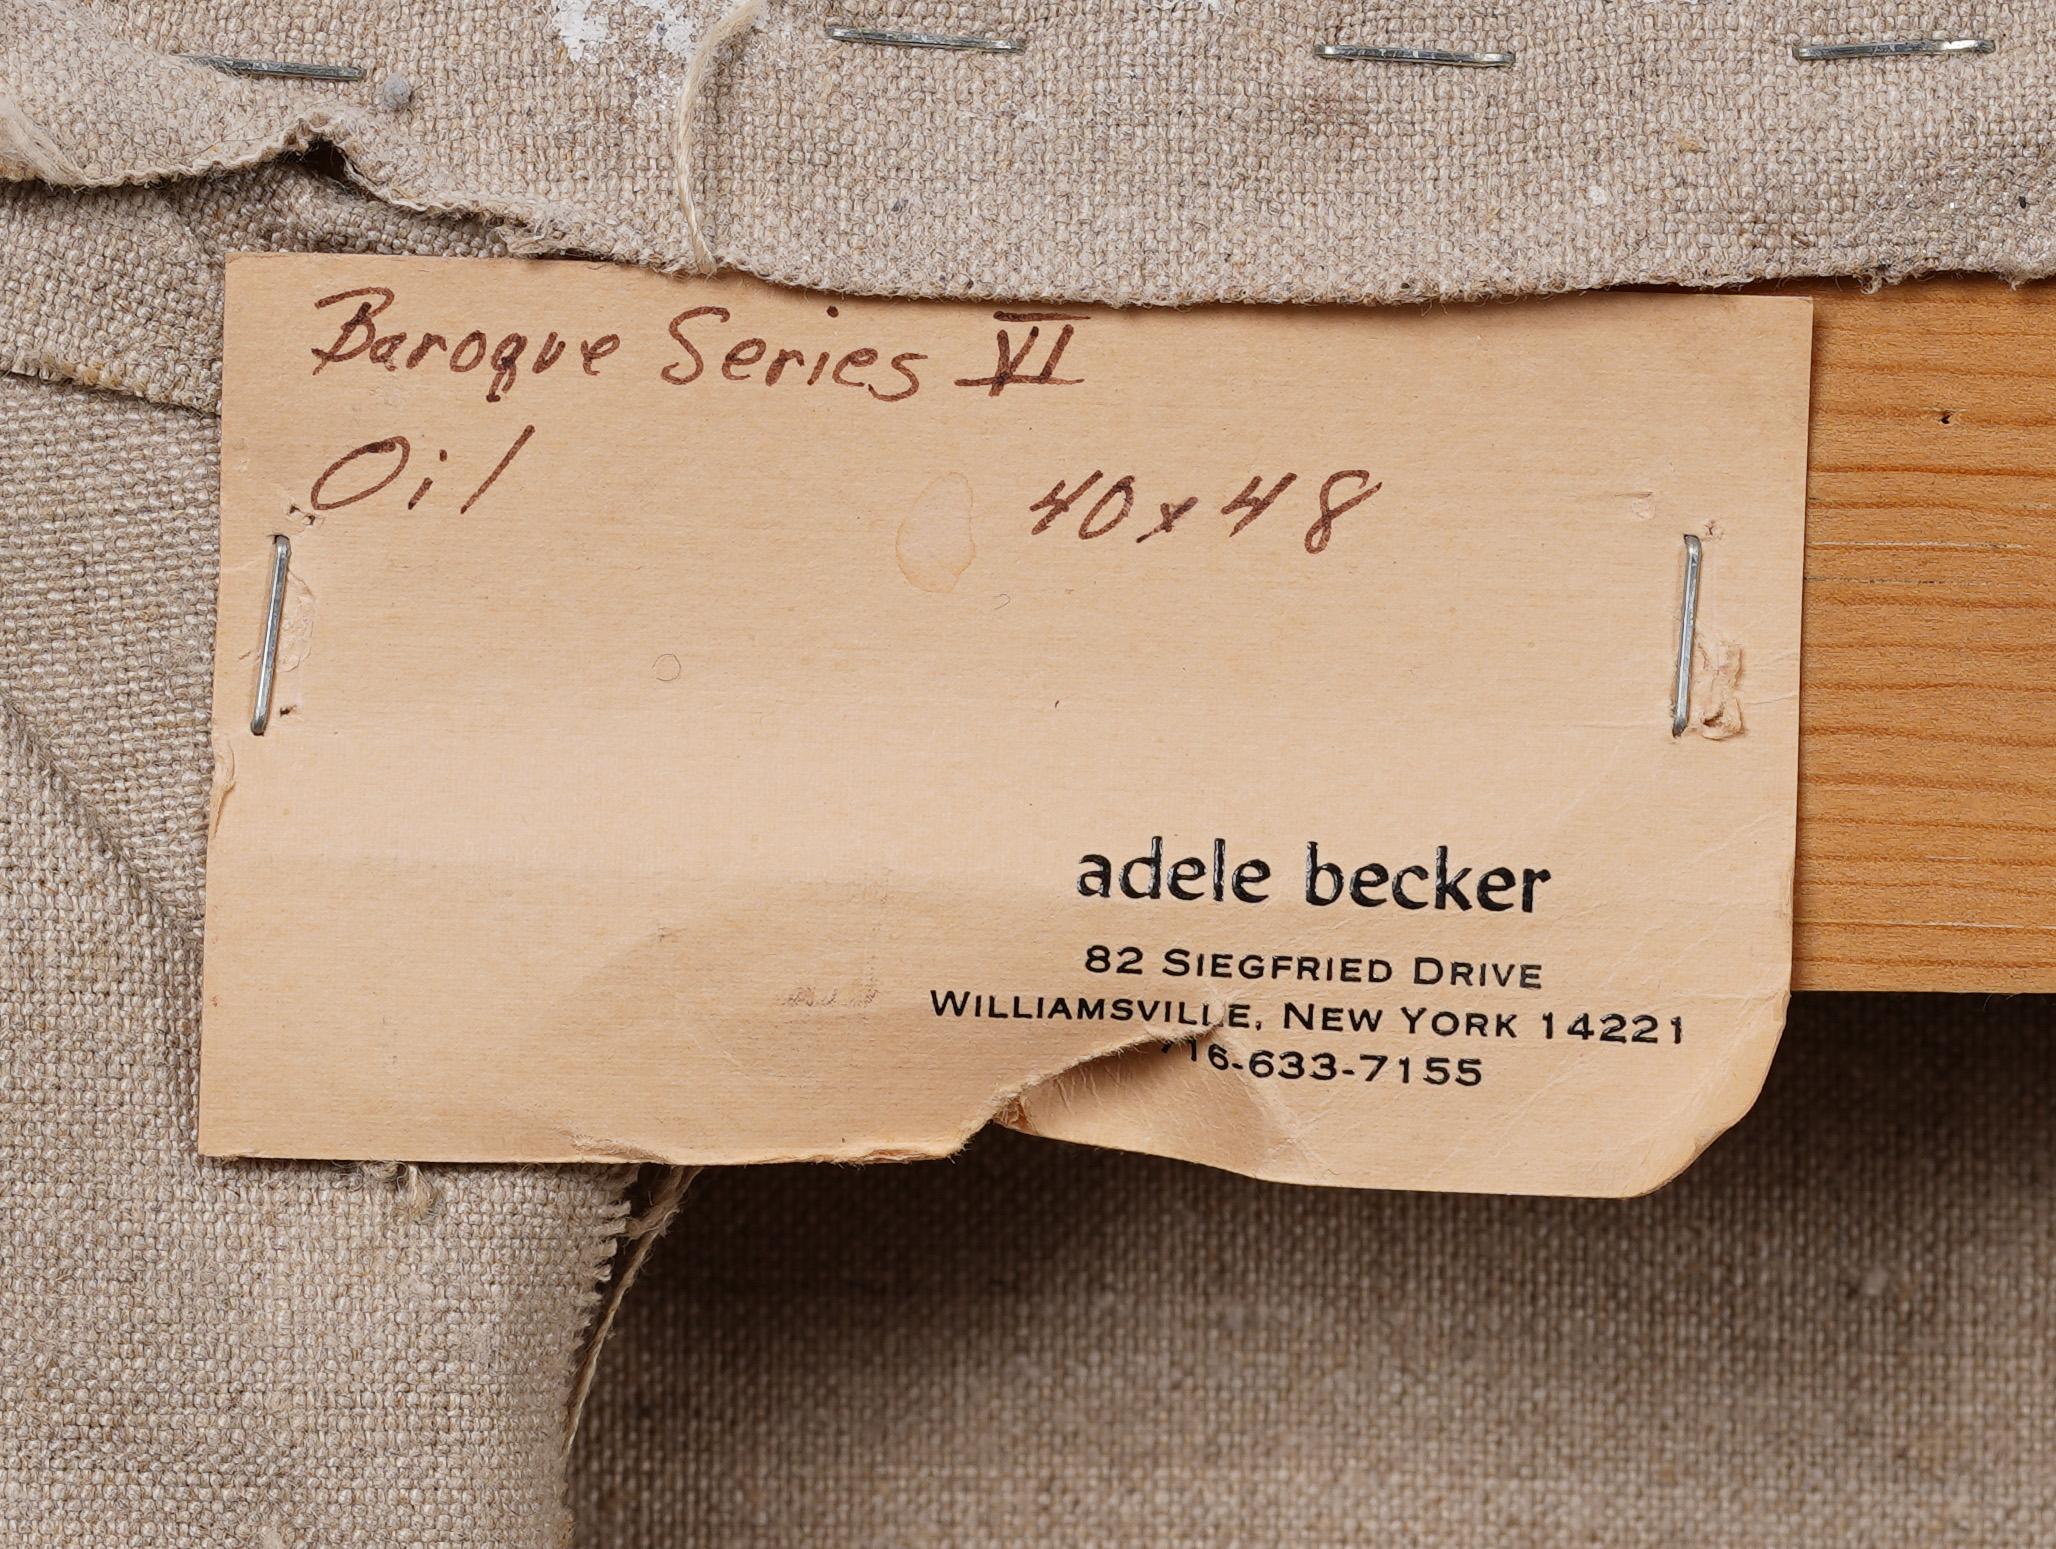 Baroque Series VI
Oil 40x48
adele becker
82 SIEGFRIED DRIVE
WILLIAMSVILLE, NEW YORK 14221
716-633-7155